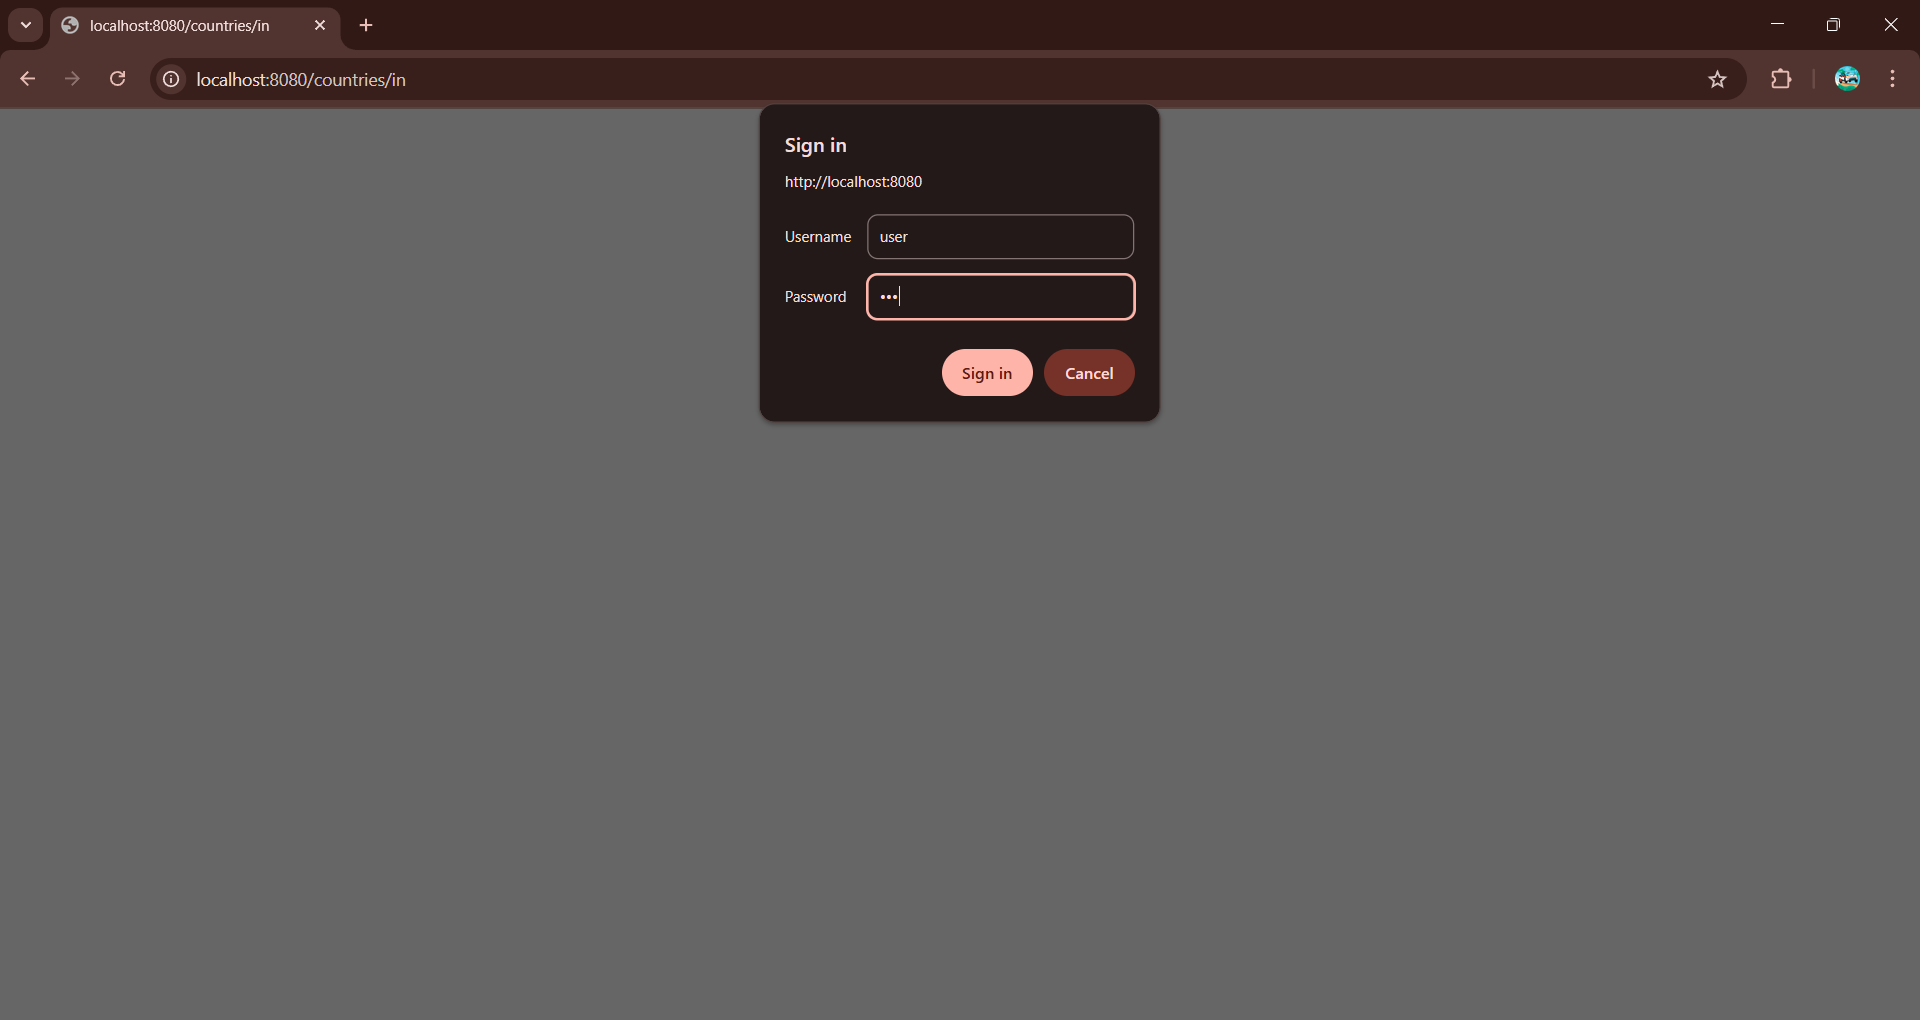 localhost:8080/countries/in
localhost:8080/countries/in
Sign in
http://localhost:8080
Username user
Password •••
Sign in Cancel